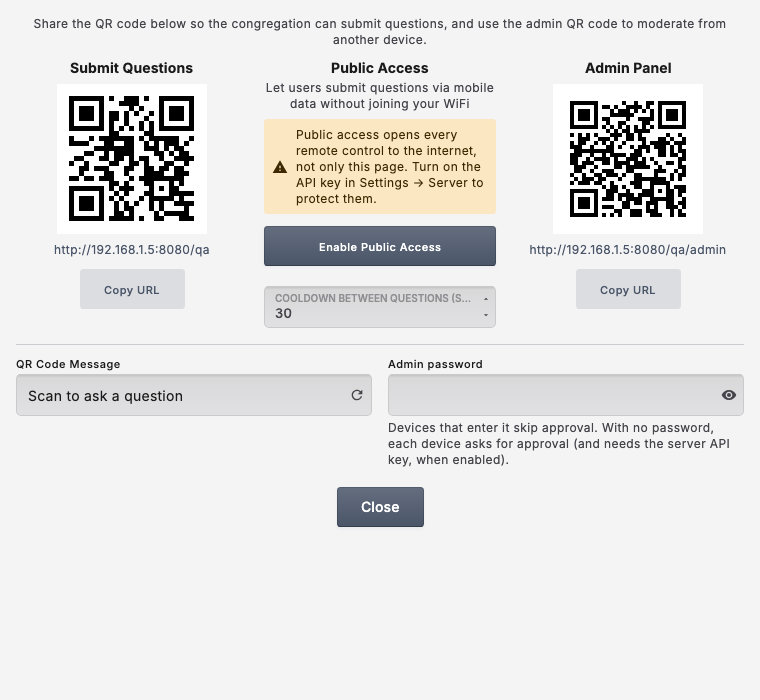 Share the QR code below so the congregation can submit questions, and use the admin QR code to moderate from
another device.
Submit Questions
http://192.168.1.5:8080/qa
Copy URL
Public Access
Let users submit questions via mobile
data without joining your WiFi
Public access opens every
remote control to the internet,
not only this page. Turn on the
API key in Settings → Server to
protect them.
Enable Public Access
COOLDOWN BETWEEN QUESTIONS (S...
30
Admin Panel
http://192.168.1.5:8080/qa/admin
Copy URL
QR Code Message
Scan to ask a question
Admin password
Devices that enter it skip approval. With no password,
each device asks for approval (and needs the server API
key, when enabled).
Close